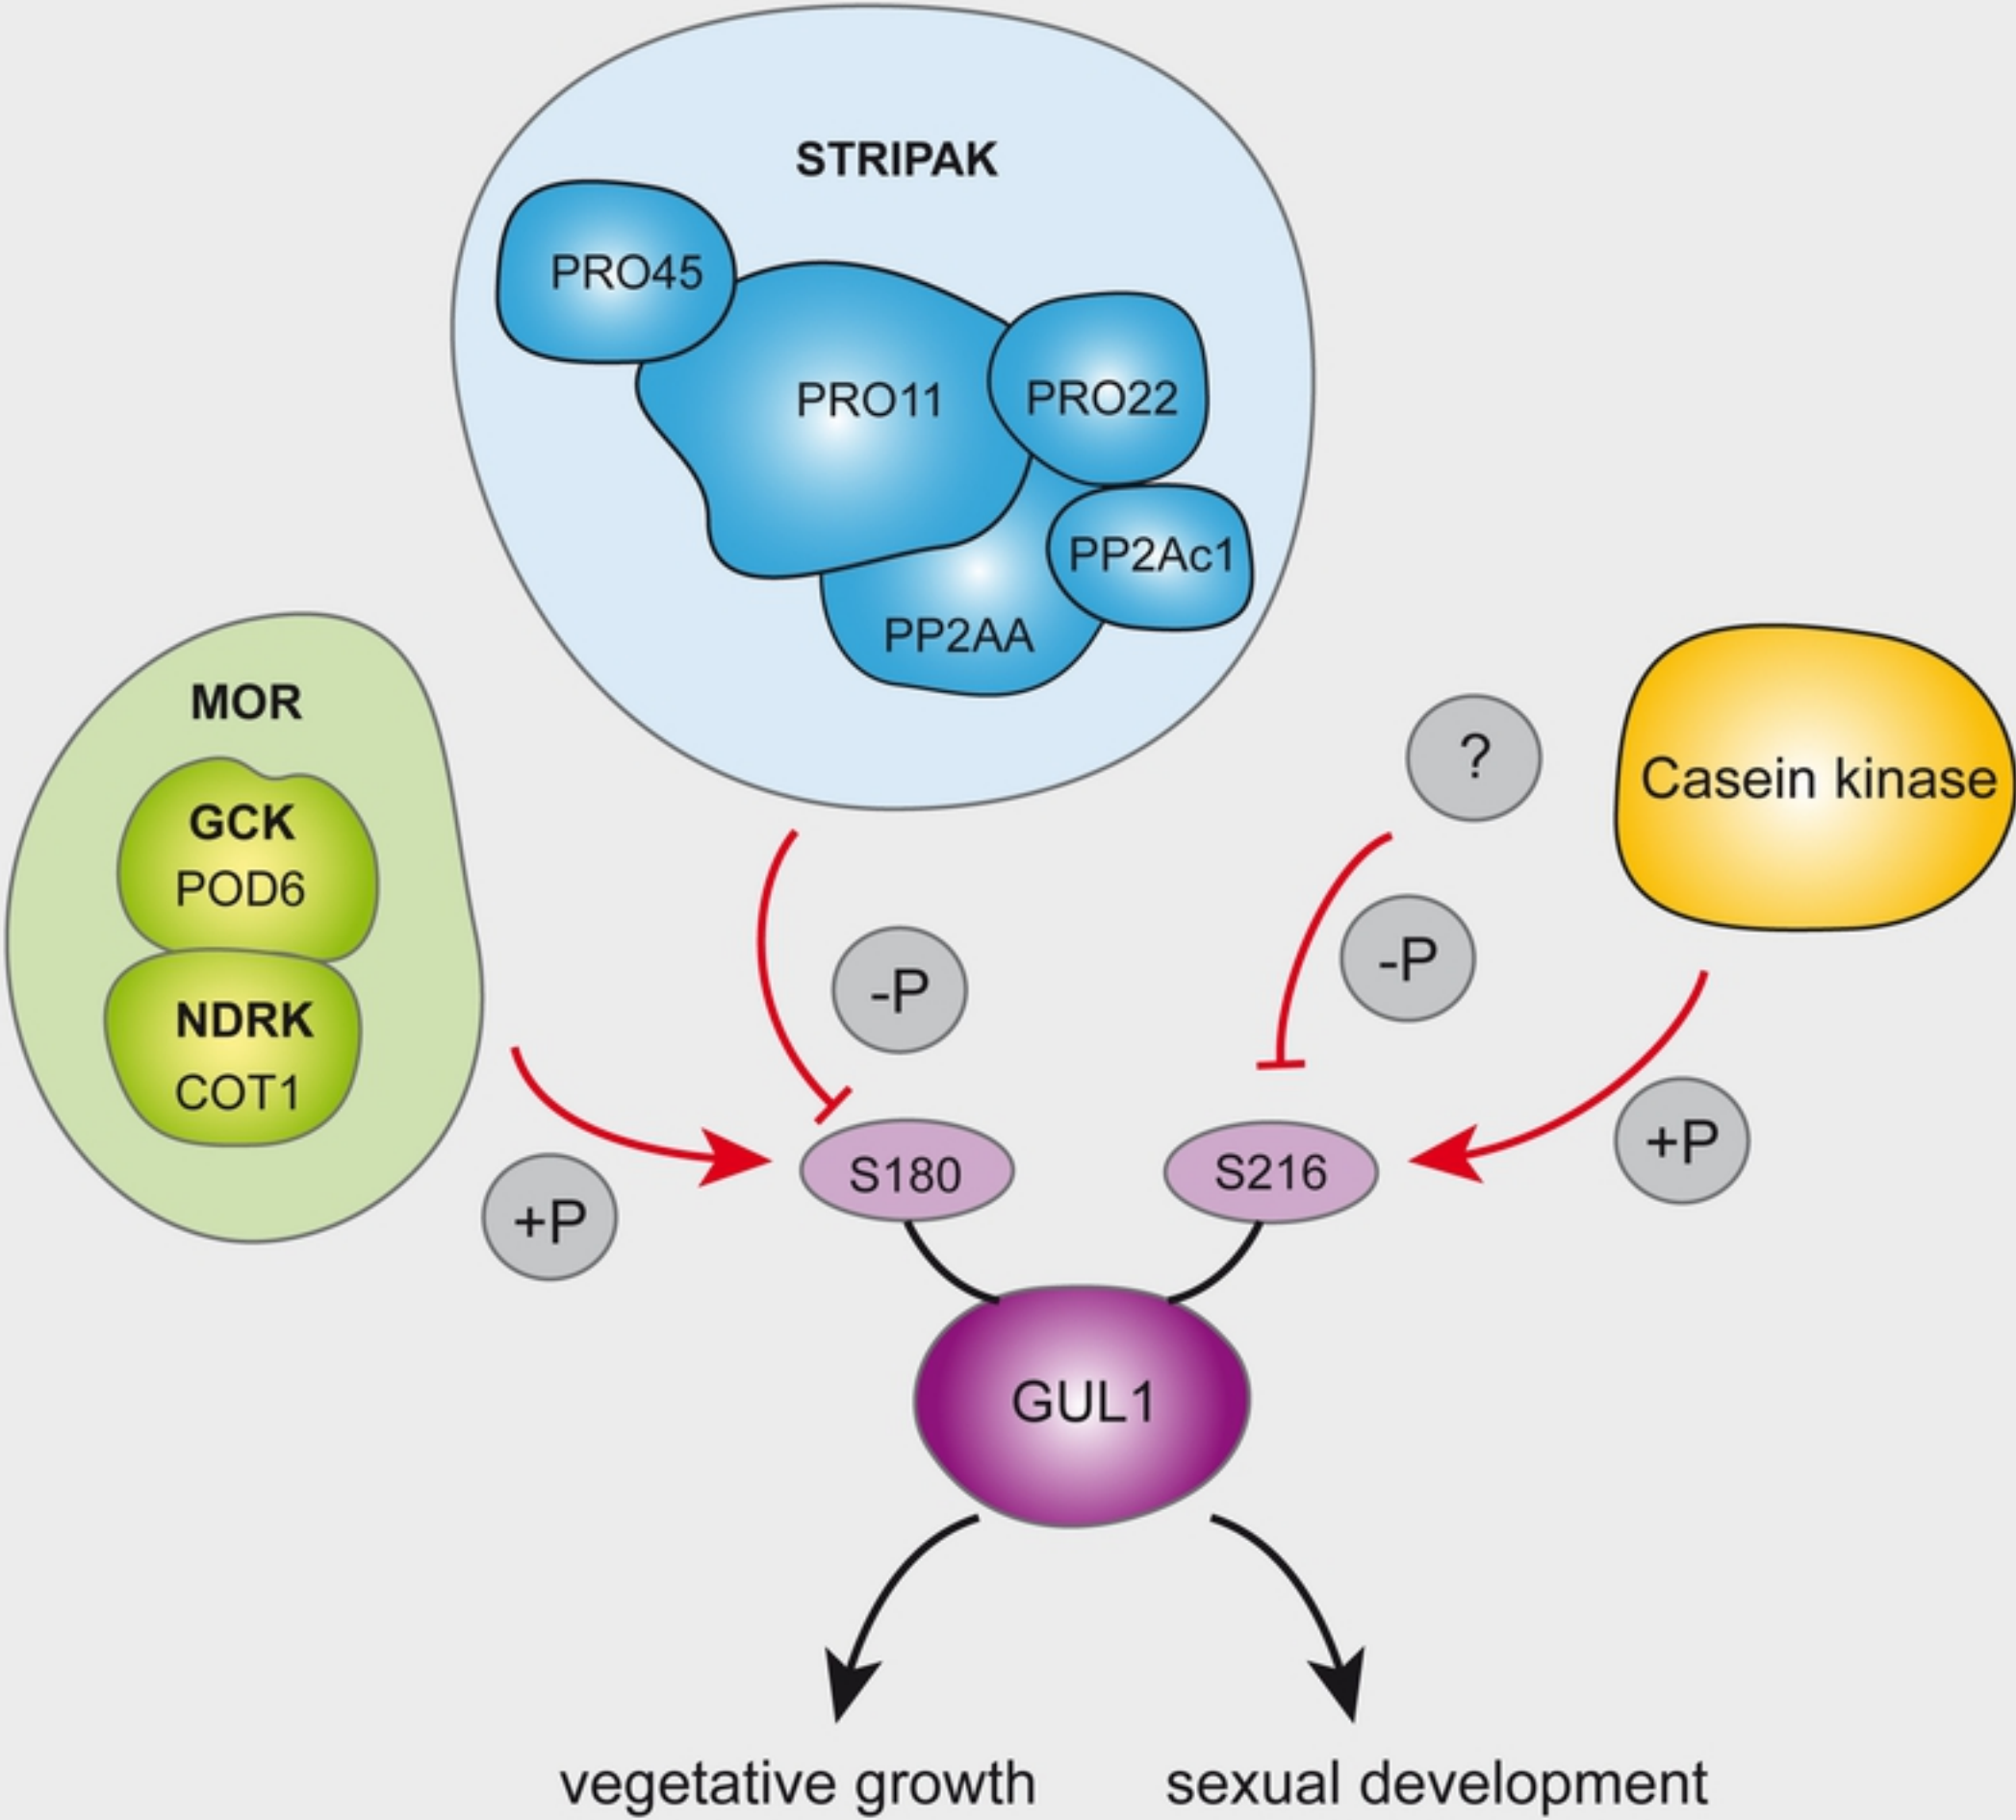 STRIPAK
PRO45
PRO11
PRO22
PP2Ac1
PP2AA
MOR
GCK
POD6
NDRK
COT1
?
Casein kinase
-P
-P
+P
+P
S180
S216
GUL1
vegetative growth
sexual development